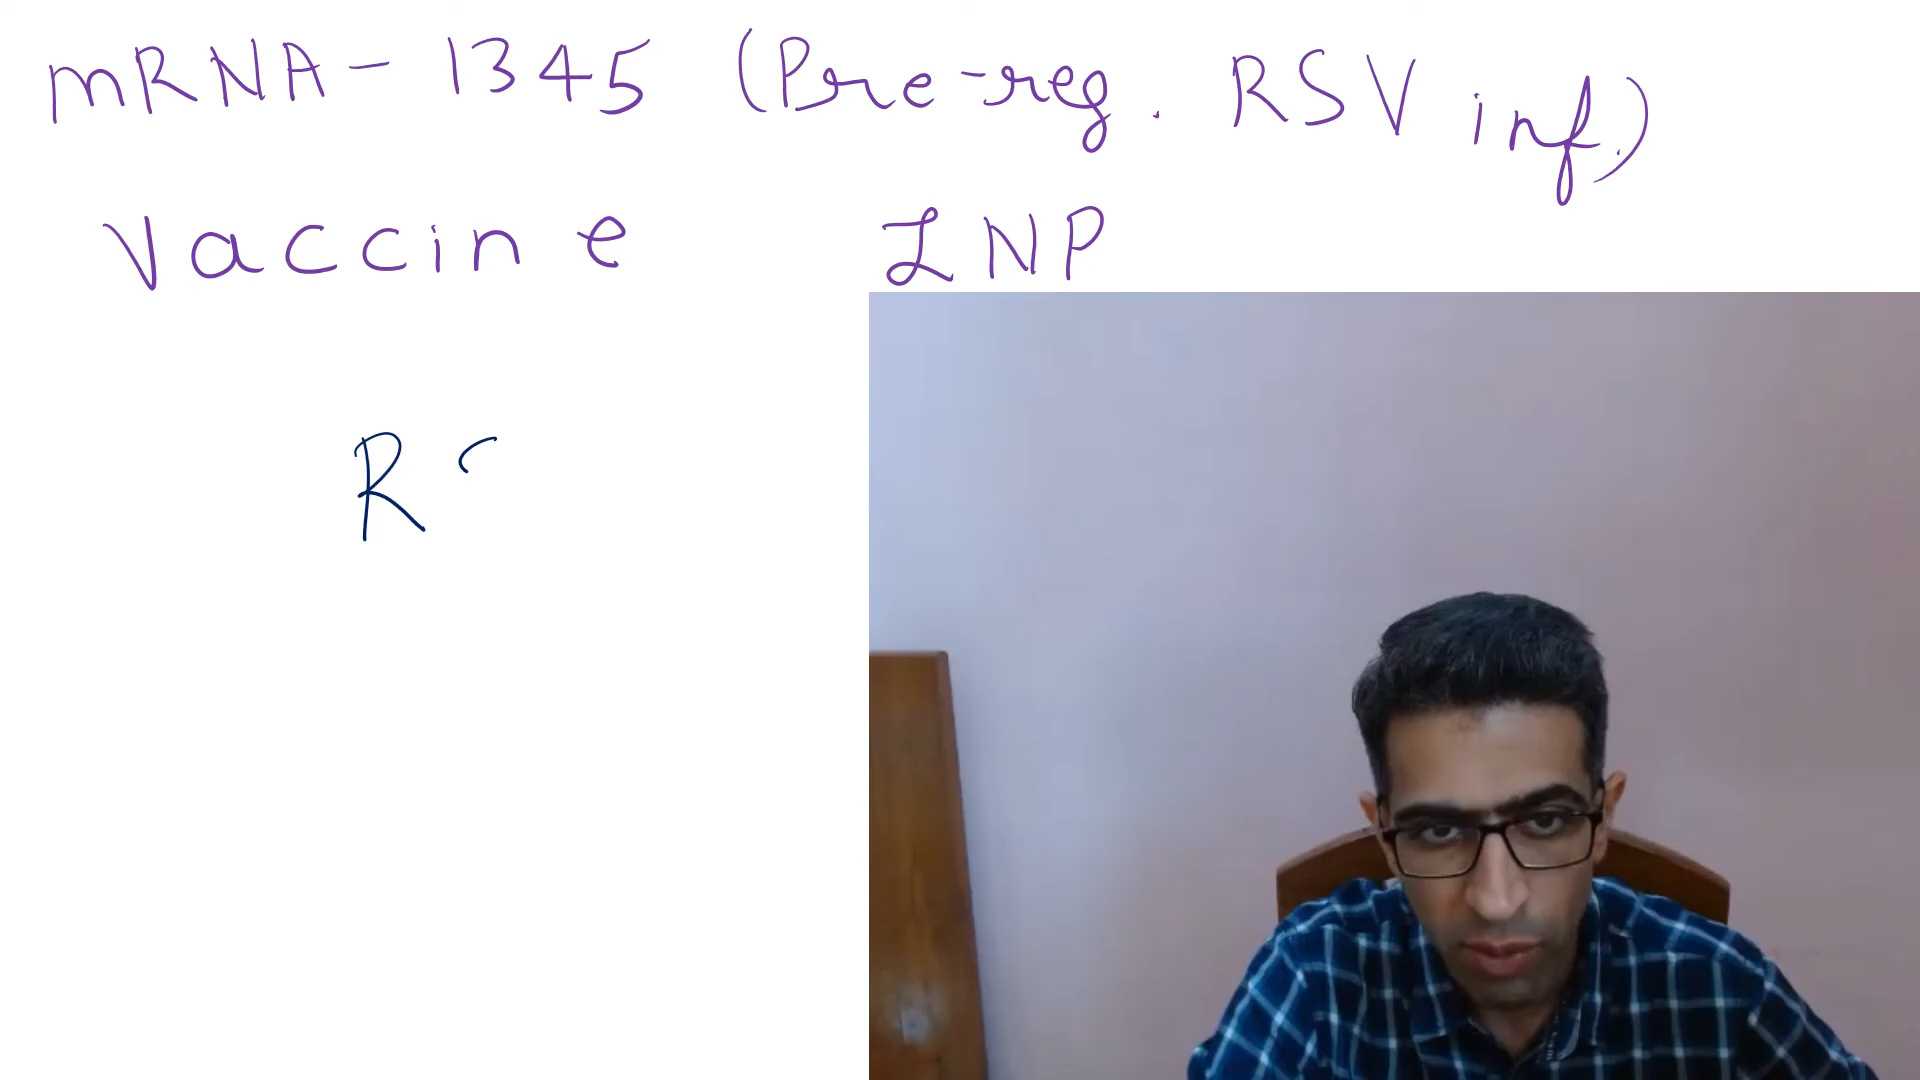 mRNA - 1345 (Pre-reg. RSV inf.)
Vaccine LNP
R